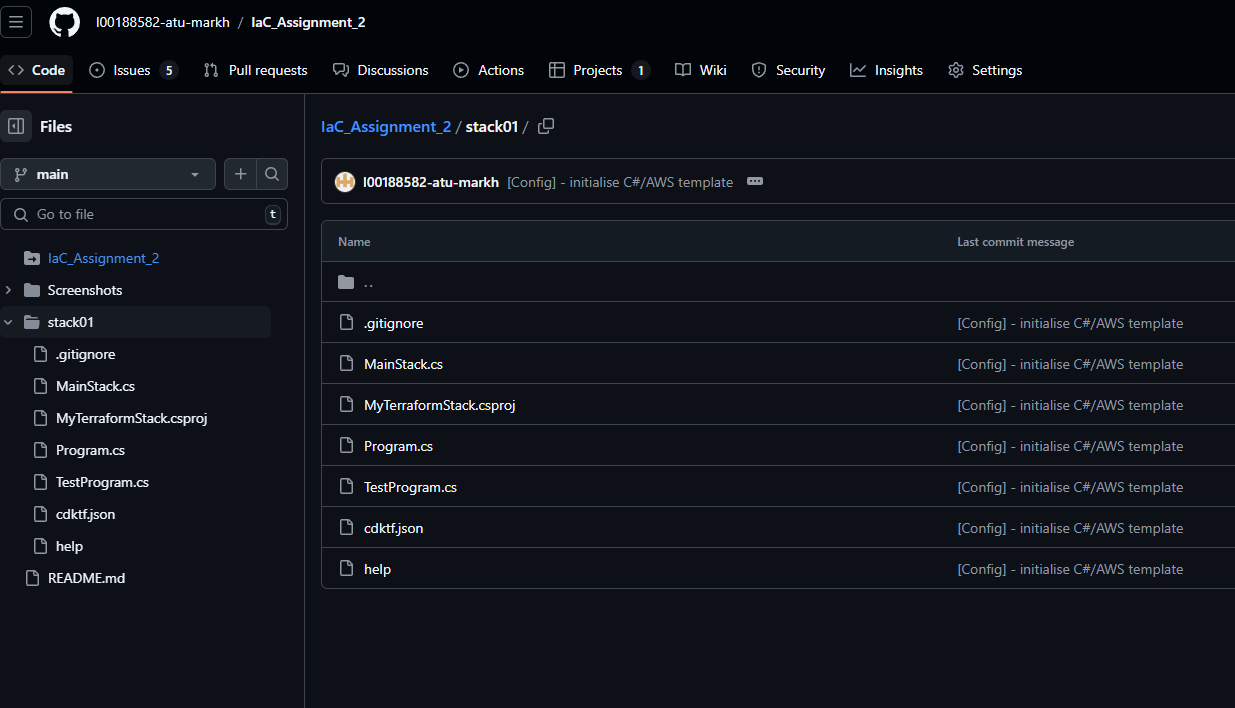 l00188582-atu-markh / IaC_Assignment_2
Code Issues 5 Pull requests Discussions Actions Projects 1 Wiki Security Insights Settings
Files
main
Go to file t
IaC_Assignment_2
Screenshots
stack01
.gitignore
MainStack.cs
MyTerraformStack.csproj
Program.cs
TestProgram.cs
cdktf.json
help
README.md
IaC_Assignment_2 / stack01 /
l00188582-atu-markh [Config] - initialise C#/AWS template
Name Last commit message
..
.gitignore [Config] - initialise C#/AWS template
MainStack.cs [Config] - initialise C#/AWS template
MyTerraformStack.csproj [Config] - initialise C#/AWS template
Program.cs [Config] - initialise C#/AWS template
TestProgram.cs [Config] - initialise C#/AWS template
cdktf.json [Config] - initialise C#/AWS template
help [Config] - initialise C#/AWS template